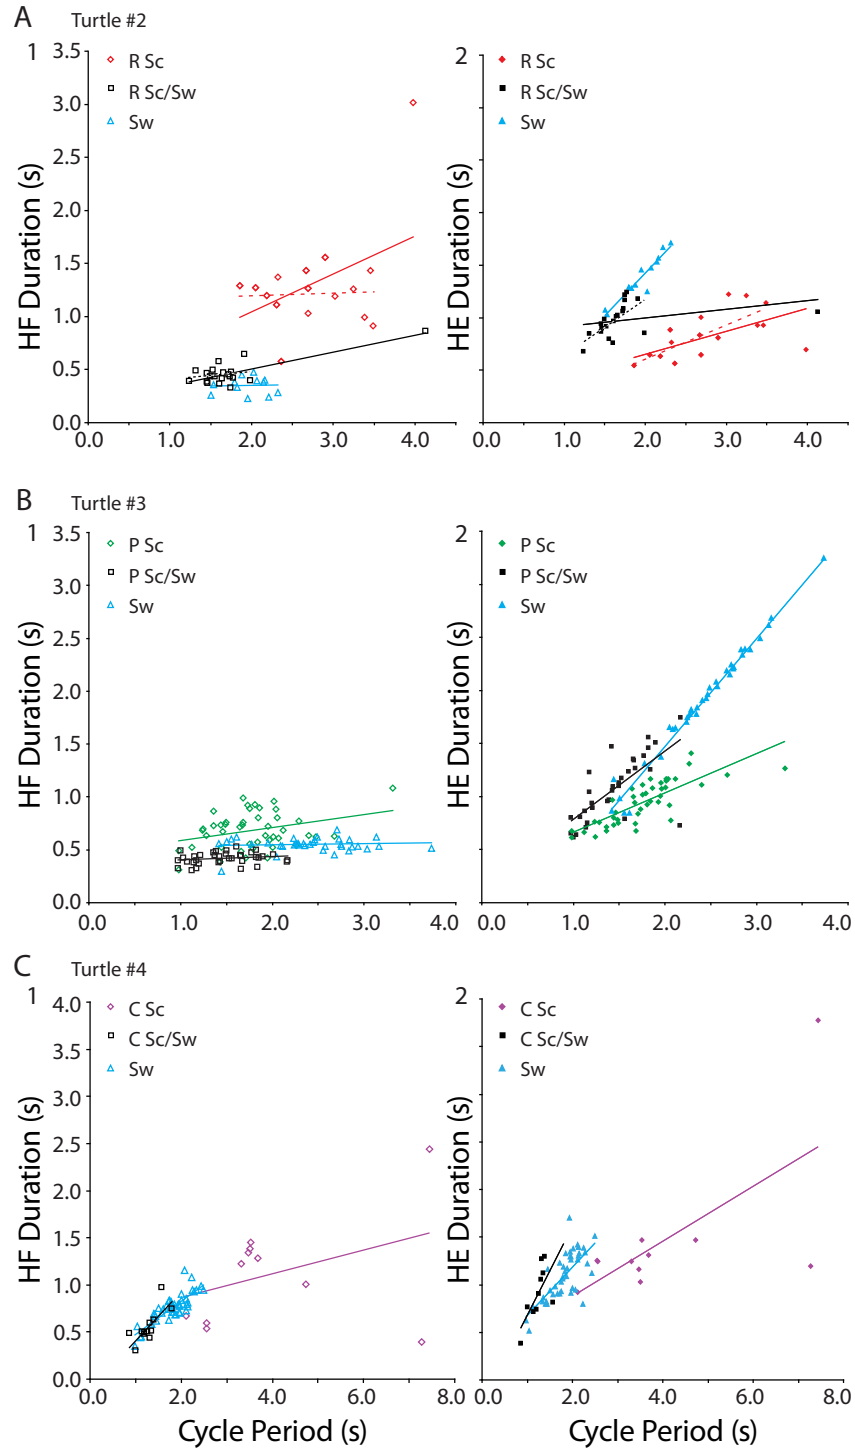 A Turtle #2
1
3.5
3.0
2.5
2.0
1.5
1.0
0.5
0.0
HF Duration (s)
R Sc
R Sc/Sw
Sw
0.0 1.0 2.0 3.0 4.0
2
HE Duration (s)
R Sc
R Sc/Sw
Sw
0.0 1.0 2.0 3.0 4.0
B Turtle #3
1
3.5
3.0
2.5
2.0
1.5
1.0
0.5
0.0
HF Duration (s)
P Sc
P Sc/Sw
Sw
0.0 1.0 2.0 3.0 4.0
2
HE Duration (s)
P Sc
P Sc/Sw
Sw
0.0 1.0 2.0 3.0 4.0
C Turtle #4
1
4.0
3.5
3.0
2.5
2.0
1.5
1.0
0.5
0.0
HF Duration (s)
C Sc
C Sc/Sw
Sw
0.0 2.0 4.0 6.0 8.0
Cycle Period (s)
2
HE Duration (s)
C Sc
C Sc/Sw
Sw
0.0 2.0 4.0 6.0 8.0
Cycle Period (s)